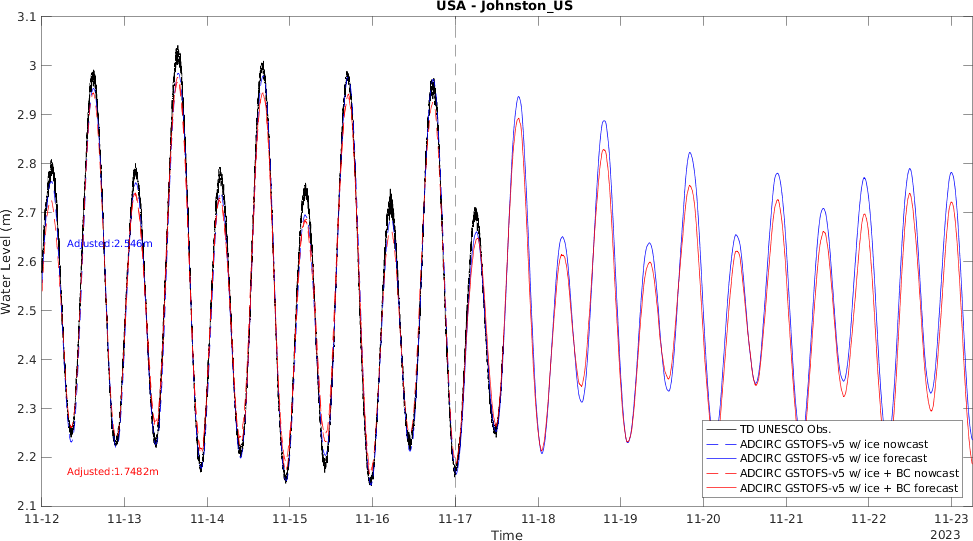 USA - Johnston_US
3.1
3
2.9
2.8
2.7
2.6
2.5
2.4
2.3
2.2
2.1
Water Level (m)
Adjusted:2.546m
Adjusted:1.7482m
TD UNESCO Obs.
ADCIRC GSTOFS-v5 w/ ice nowcast
ADCIRC GSTOFS-v5 w/ ice forecast
ADCIRC GSTOFS-v5 w/ ice + BC nowcast
ADCIRC GSTOFS-v5 w/ ice + BC forecast
11-12 11-13 11-14 11-15 11-16 11-17 11-18 11-19 11-20 11-21 11-22 11-23
Time
2023